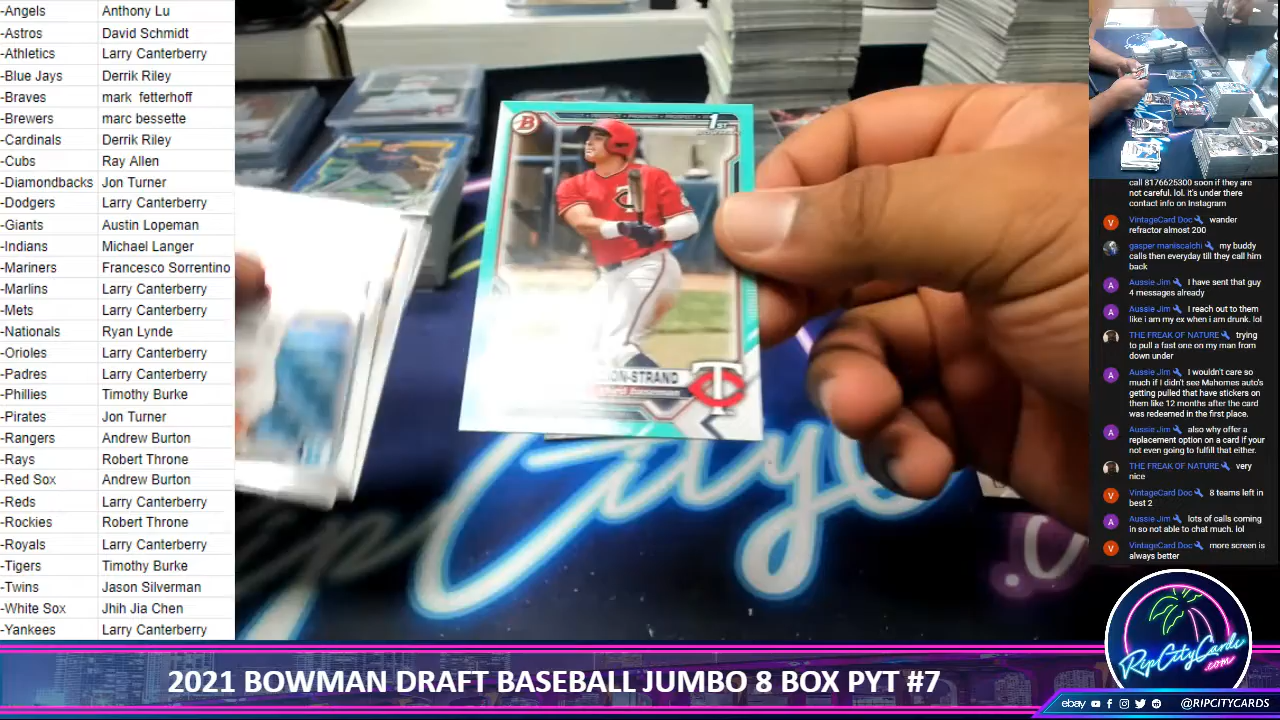 -Angels Anthony Lu
-Astros David Schmidt
-Athletics Larry Canterberry
-Blue Jays Derrik Riley
-Braves mark fetterhoff
-Brewers marc bessette
-Cardinals Derrik Riley
-Cubs Ray Allen
-Diamondbacks Jon Turner
-Dodgers Larry Canterberry
-Giants Austin Lopeman
-Indians Michael Langer
-Mariners Francesco Sorrentino
-Marlins Larry Canterberry
-Mets Larry Canterberry
-Nationals Ryan Lynde
-Orioles Larry Canterberry
-Padres Larry Canterberry
-Phillies Timothy Burke
-Pirates Jon Turner
-Rangers Andrew Burton
-Rays Robert Throne
-Red Sox Andrew Burton
-Reds Larry Canterberry
-Rockies Robert Throne
-Royals Larry Canterberry
-Tigers Timothy Burke
-Twins Jason Silverman
-White Sox Jhih Jia Chen
-Yankees Larry Canterberry
B
PROSPECT • PROSPECT • PROSPECT
1ST
ON-STRAND
third baseman
TC
City
call 8176625300 soon if they are
not careful. lol. it's under there
contact info on Instagram
VintageCard Doc wander
refractor almost 200
gasper maniscalchi my buddy
calls then everyday till they call him
back
Aussie Jim I have sent that guy
4 messages already
Aussie Jim I reach out to them
like i am my ex when i am drunk. lol
THE FREAK OF NATURE trying
to pull a fast one on my man from
down under
Aussie Jim I wouldn't care so
much if I didn't see Mahomes auto's
getting pulled that have stickers on
them like 12 months after the card
was redeemed in the first place.
Aussie Jim also why offer a
replacement option on a card if your
not even going to fulfill that either.
THE FREAK OF NATURE very
nice
VintageCard Doc 8 teams left in
best 2
Aussie Jim lots of calls coming
in so not able to chat much. lol
VintageCard Doc more screen is
always better
RipCityCards
.com
2021 BOWMAN DRAFT BASEBALL JUMBO 8 BOX PYT #7
ebay @RIPCITYCARDS